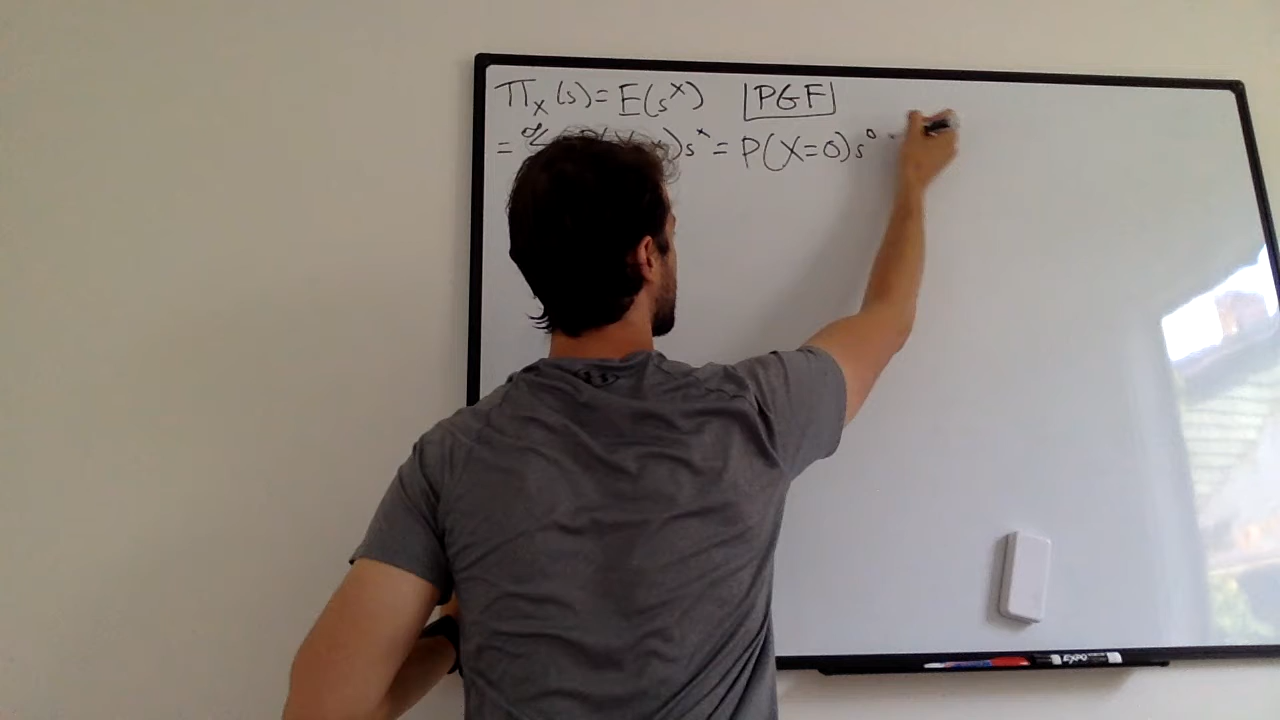 Π_X(s) = E(s^X) PGF
= )s^x = P(X=0)s^0
EXPO